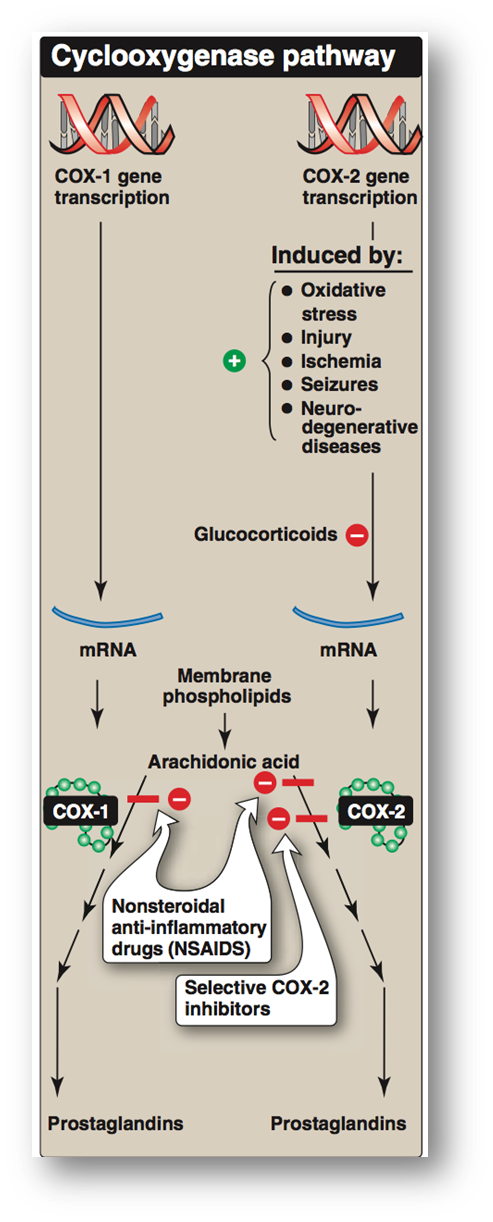 Cyclooxygenase pathway
COX-1 gene
transcription
COX-2 gene
transcription
Induced by:
● Oxidative
stress
● Injury
● Ischemia
● Seizures
● Neuro-
degenerative
diseases
+
Glucocorticoids −
mRNA
mRNA
Membrane
phospholipids
Arachidonic acid
COX-1
−
−
−
COX-2
Nonsteroidal
anti-inflammatory
drugs (NSAIDS)
Selective COX-2
inhibitors
Prostaglandins
Prostaglandins